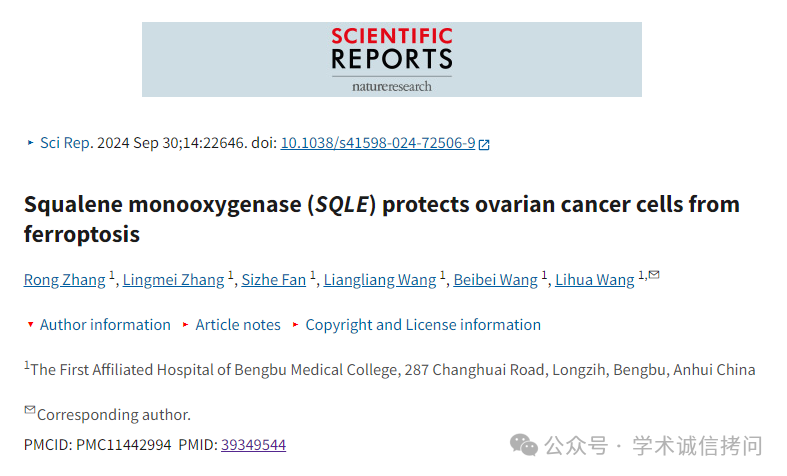 SCIENTIFIC
REPORTS
natureresearch
Sci Rep. 2024 Sep 30;14:22646. doi: 10.1038/s41598-024-72506-9
Squalene monooxygenase (SQLE) protects ovarian cancer cells from
ferroptosis
Rong Zhang 1, Lingmei Zhang 1, Sizhe Fan 1, Liangliang Wang 1, Beibei Wang 1, Lihua Wang 1,✉
▾ Author information ▸ Article notes ▸ Copyright and License information
1The First Affiliated Hospital of Bengbu Medical College, 287 Changhuai Road, Longzih, Bengbu, Anhui China
✉Corresponding author.
PMCID: PMC11442994 PMID: 39349544
公众号 · 学术诚信拷问